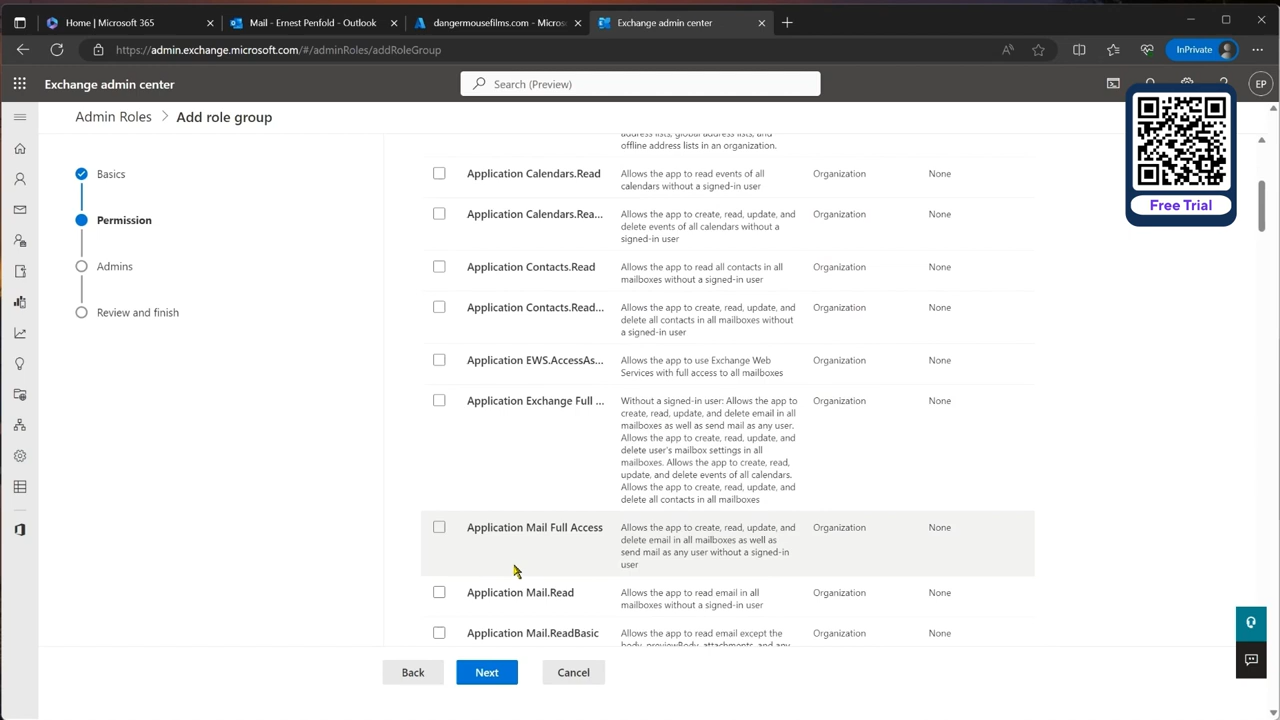 Home | Microsoft 365
Mail - Ernest Penfold - Outlook
dangermousefilms.com - Micros
Exchange admin center
https://admin.exchange.microsoft.com/#/adminRoles/addRoleGroup
InPrivate
Exchange admin center
Search (Preview)
EP
Admin Roles > Add role group
Free Trial
Basics
Permission
Admins
Review and finish
address lists, global address lists, and
offline address lists in an organization.
Application Calendars.Read
Allows the app to read events of all
calendars without a signed-in user
Organization
None
Application Calendars.Rea...
Allows the app to create, read, update, and
delete events of all calendars without a
signed-in user
Organization
None
Application Contacts.Read
Allows the app to read all contacts in all
mailboxes without a signed-in user
Organization
None
Application Contacts.Read...
Allows the app to create, read, update, and
delete all contacts in all mailboxes without
a signed-in user
Organization
None
Application EWS.AccessAs...
Allows the app to use Exchange Web
Services with full access to all mailboxes
Organization
None
Application Exchange Full ...
Without a signed-in user: Allows the app to
create, read, update, and delete email in all
mailboxes as well as send mail as any user.
Allows the app to create, read, update, and
delete user's mailbox settings in all
mailboxes. Allows the app to create, read,
update, and delete events of all calendars.
Allows the app to create, read, update, and
delete all contacts in all mailboxes
Organization
None
Application Mail Full Access
Allows the app to create, read, update, and
delete email in all mailboxes as well as
send mail as any user without a signed-in
user
Organization
None
Application Mail.Read
Allows the app to read email in all
mailboxes without a signed-in user
Organization
None
Application Mail.ReadBasic
Allows the app to read email except the
body, previewBody, attachments, and any
Organization
None
Back
Next
Cancel